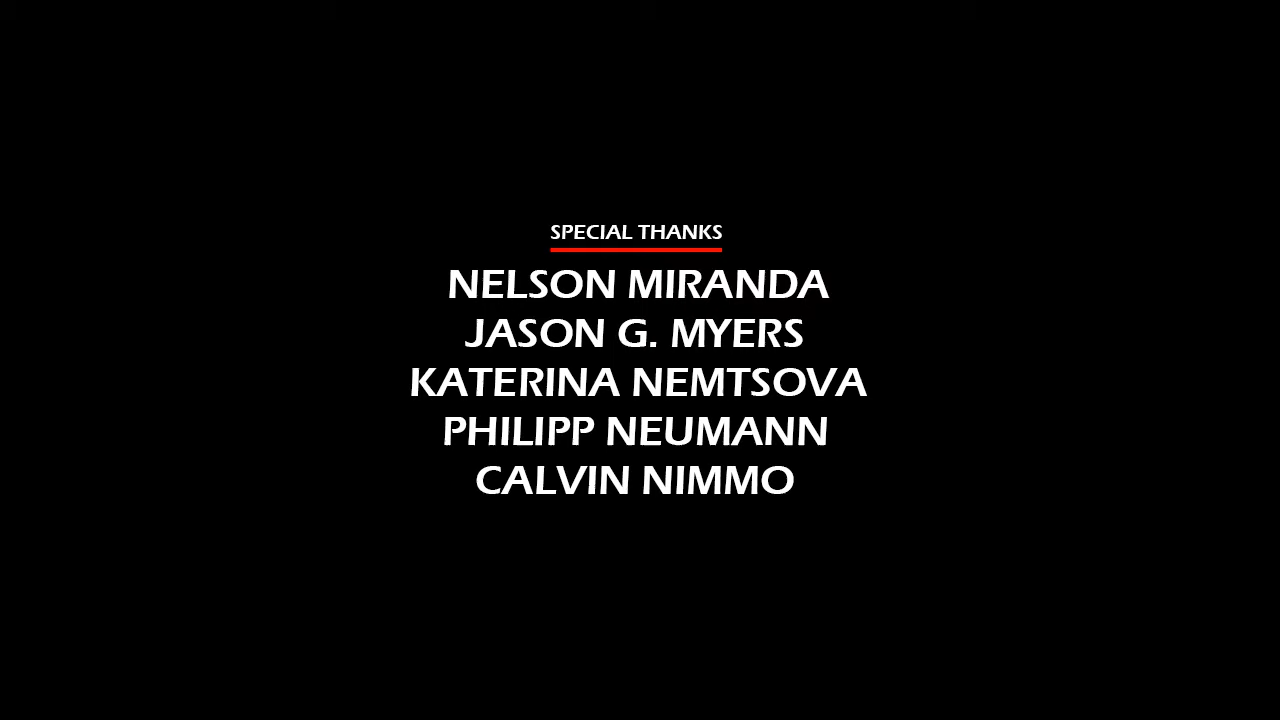 SPECIAL THANKS
NELSON MIRANDA
JASON G. MYERS
KATERINA NEMTSOVA
PHILIPP NEUMANN
CALVIN NIMMO